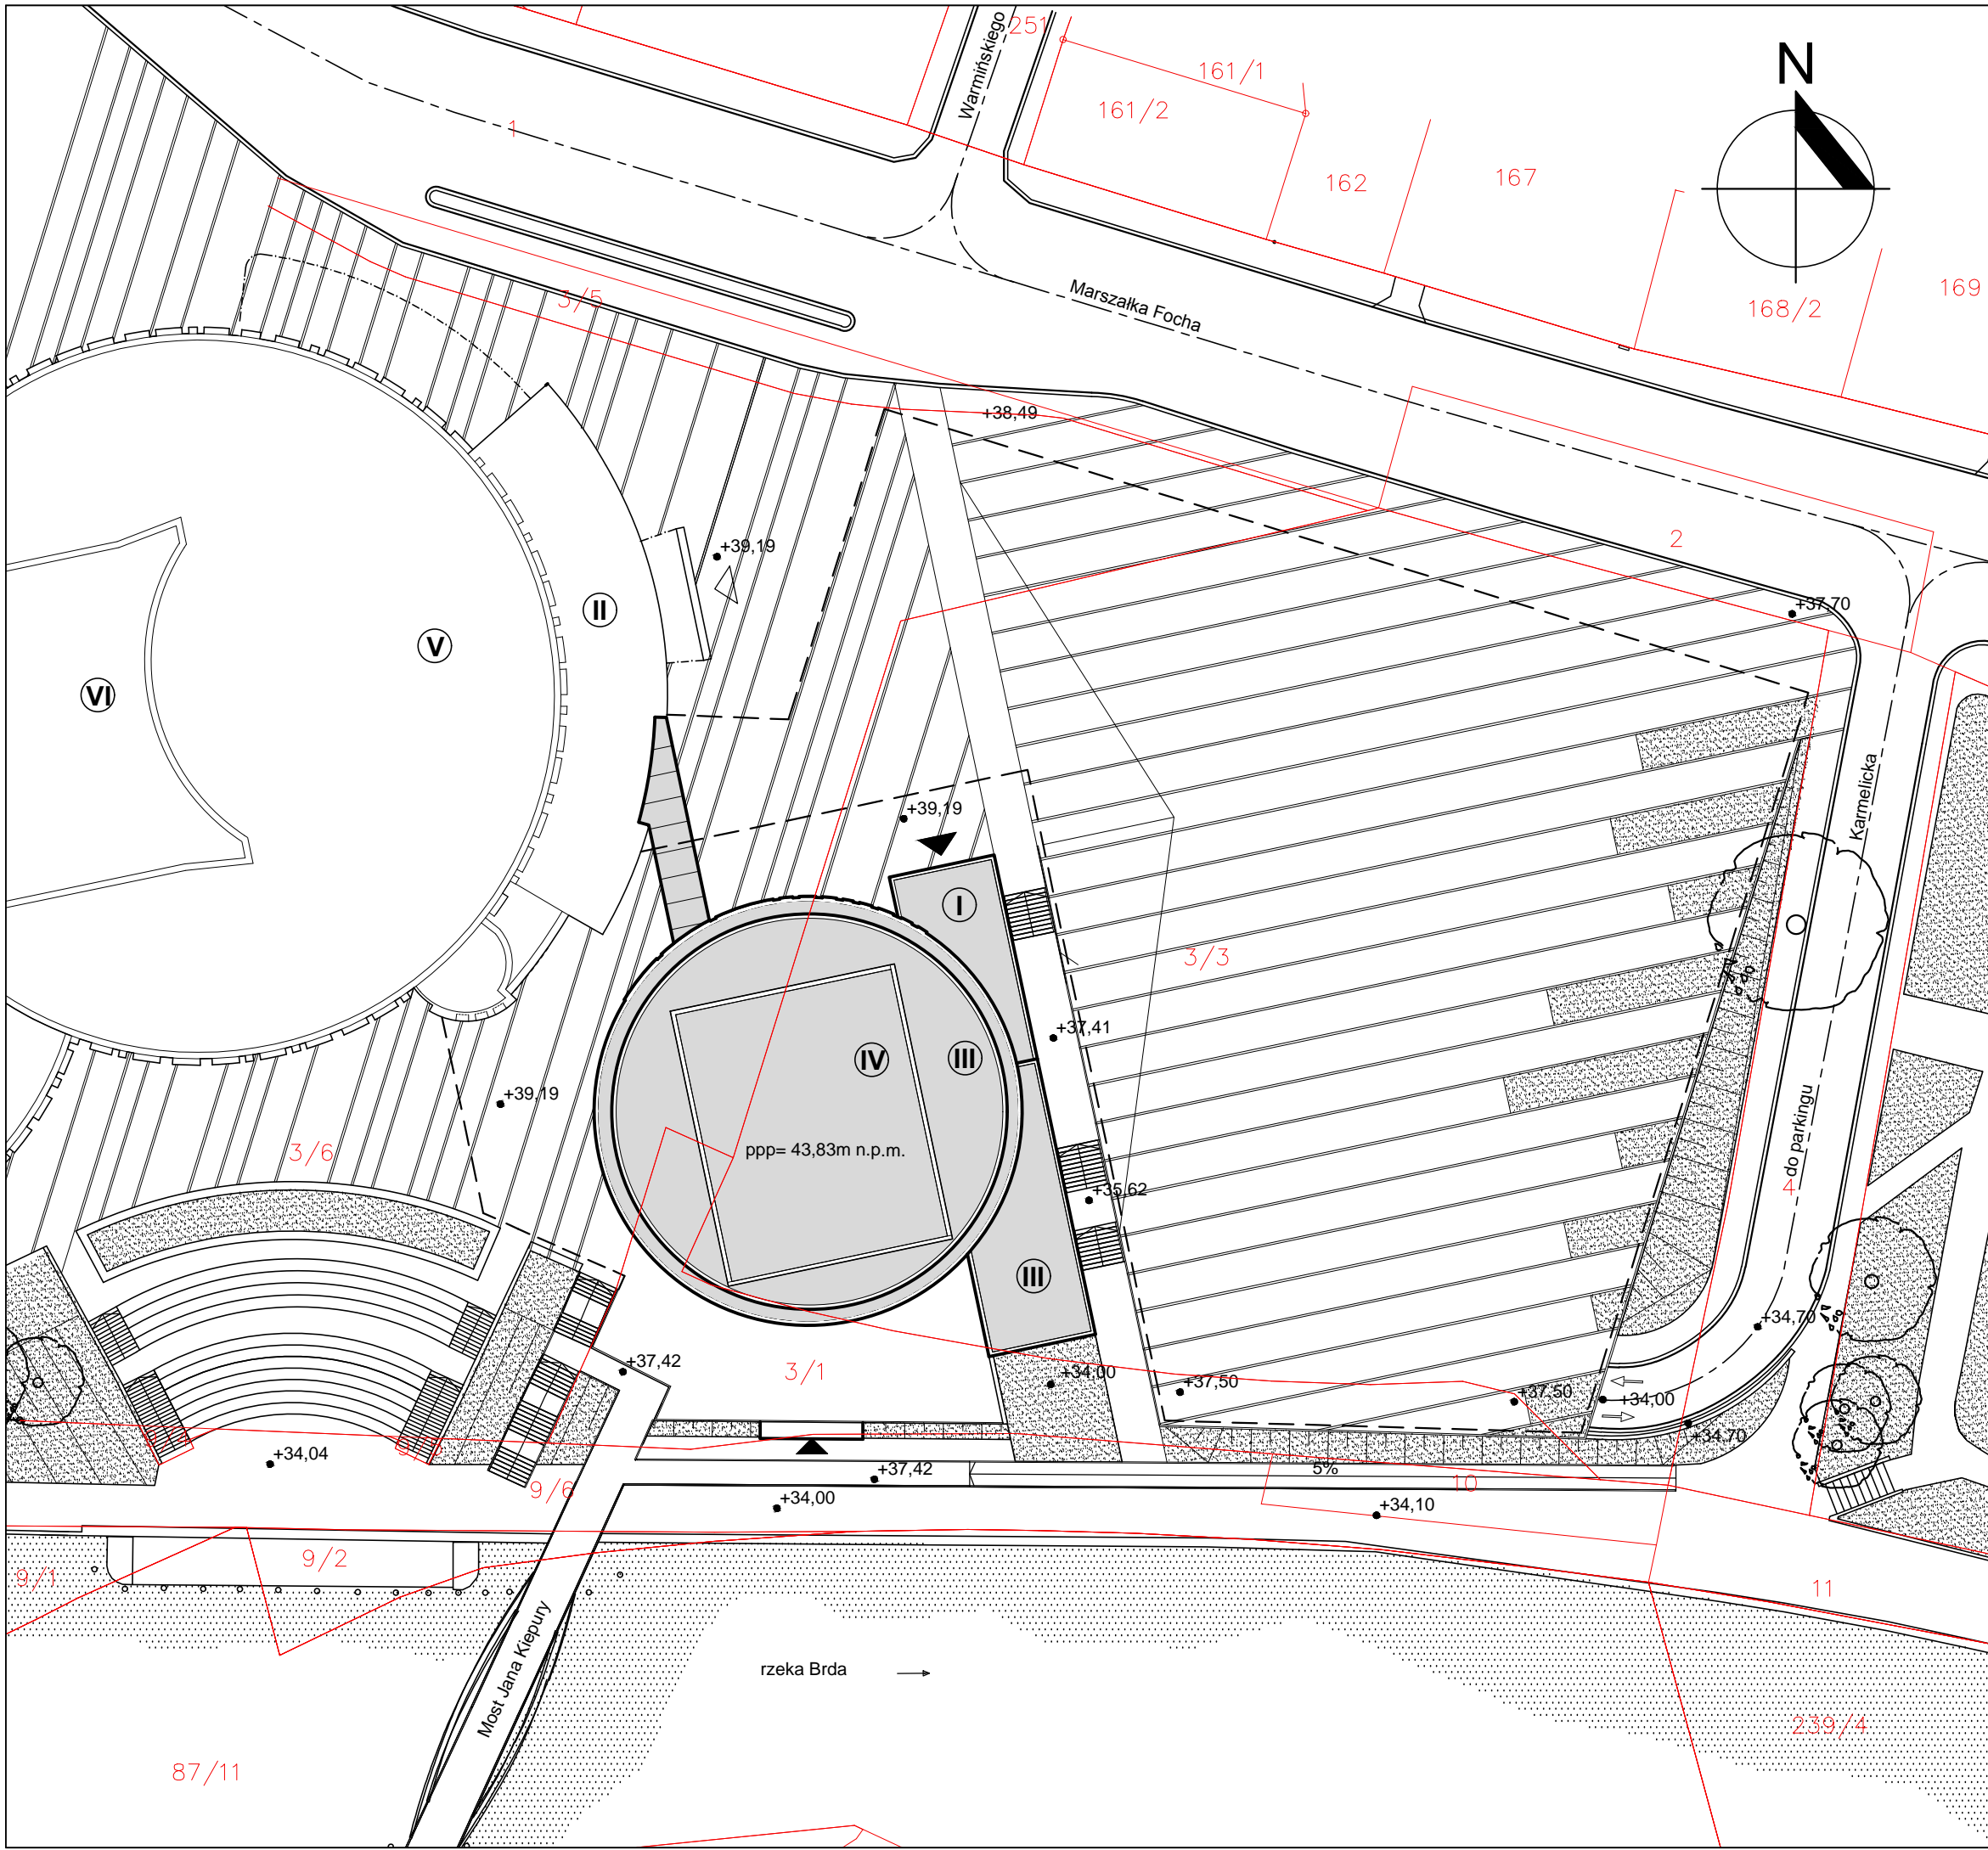 251
Warmińskiego
N
161/1
161/2
1
162
167
169
168/2
3/5
Marszałka Focha
+38,49
2
+39,19
+37,70
II
V
VI
Karmelicka
+39,19
I
3/3
+37,41
IV
III
+39,19
do parkingu
3/6
ppp= 43,83m n.p.m.
4
+35,62
III
+34,70
3/1
+37,42
+34,00
+37,50
+37,50
+34,00
+34,70
+34,04
+37,42
5%
10
9/6
+34,00
+34,10
9/2
9/1
11
Most Jana Kiepury
rzeka Brda
239/4
87/11